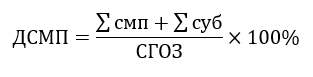 ДСМП = (∑ смп + ∑ суб) / СГОЗ × 100%